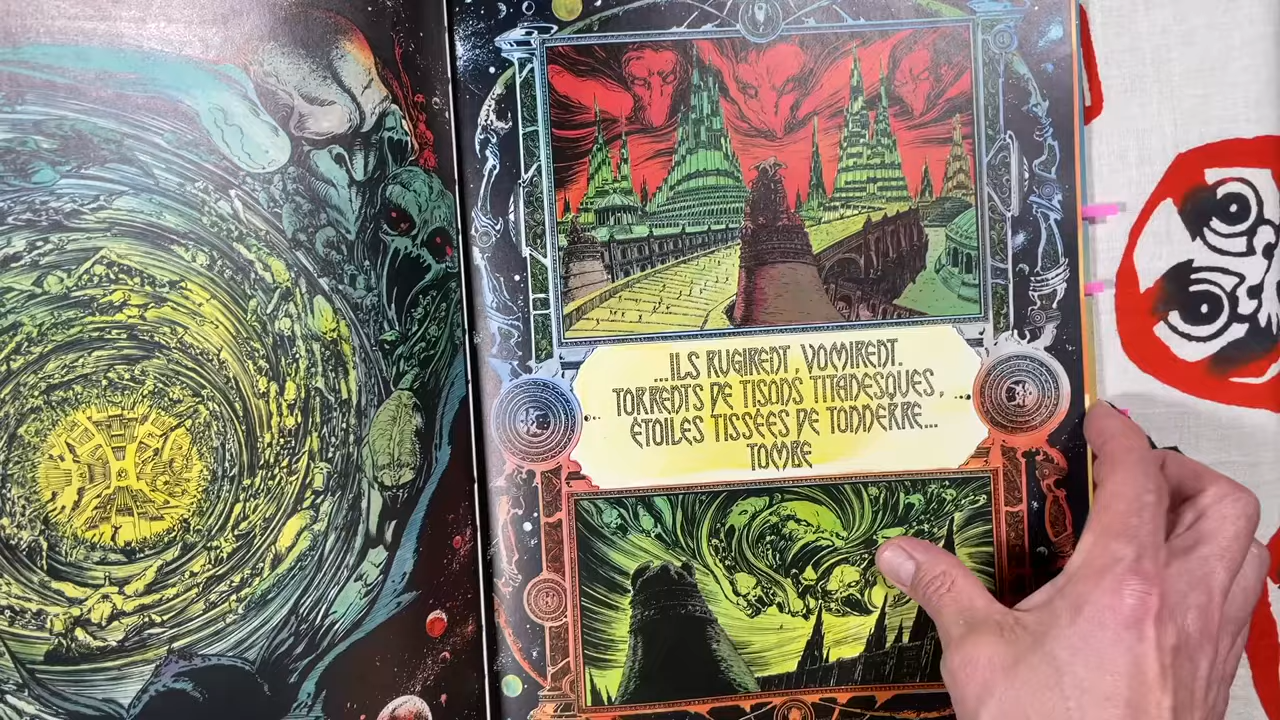 ...ILS RUGIRENT, VOMIRENT.
TORRENTS DE TISONS TITANESQUES,
ÉTOILES TISSÉES DE TONNERRE...
TOMBE